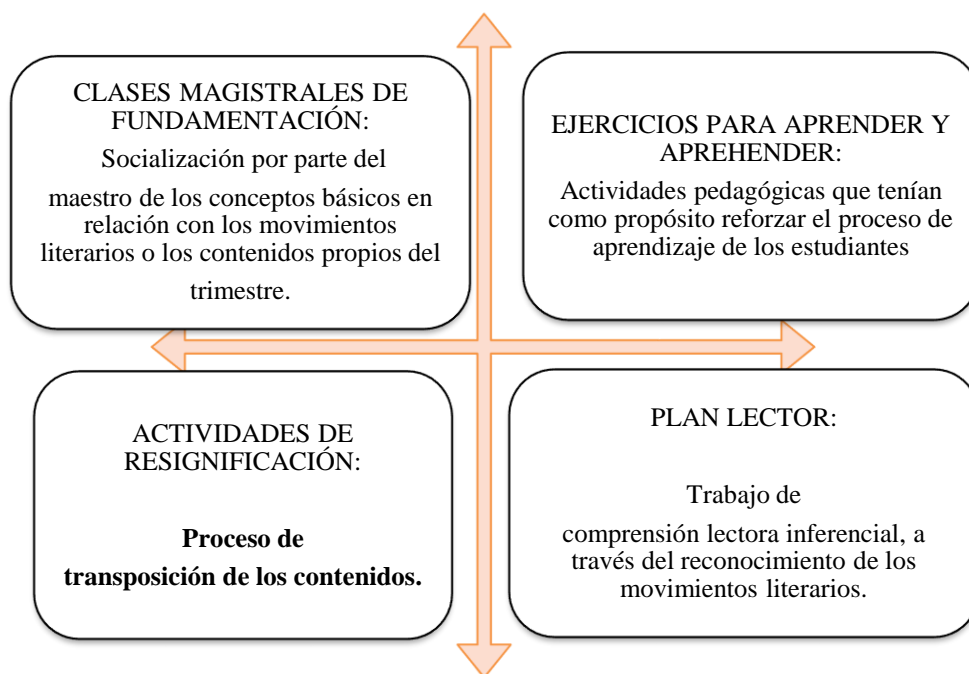 CLASES MAGISTRALES DE
FUNDAMENTACIÓN:
Socialización por parte del
maestro de los conceptos básicos en
relación con los movimientos
literarios o los contenidos propios del
trimestre.
EJERCICIOS PARA APRENDER Y
APREHENDER:
Actividades pedagógicas que tenían
como propósito reforzar el proceso de
aprendizaje de los estudiantes
ACTIVIDADES DE
RESIGNIFICACIÓN:
Proceso de
transposición de los contenidos.
PLAN LECTOR:
Trabajo de
comprensión lectora inferencial, a
través del reconocimiento de los
movimientos literarios.